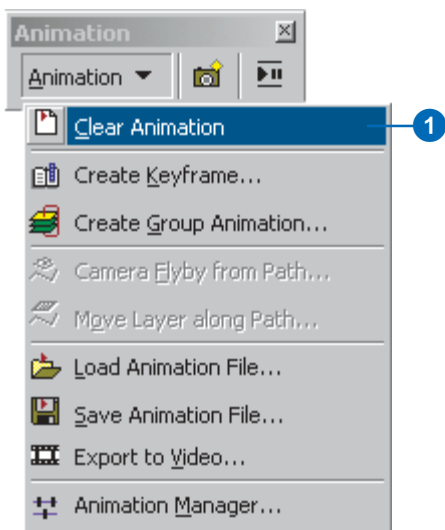 Animation
Animation
Clear Animation
1
Create Keyframe...
Create Group Animation...
Camera Flyby from Path...
Move Layer along Path...
Load Animation File...
Save Animation File...
Export to Video...
Animation Manager...